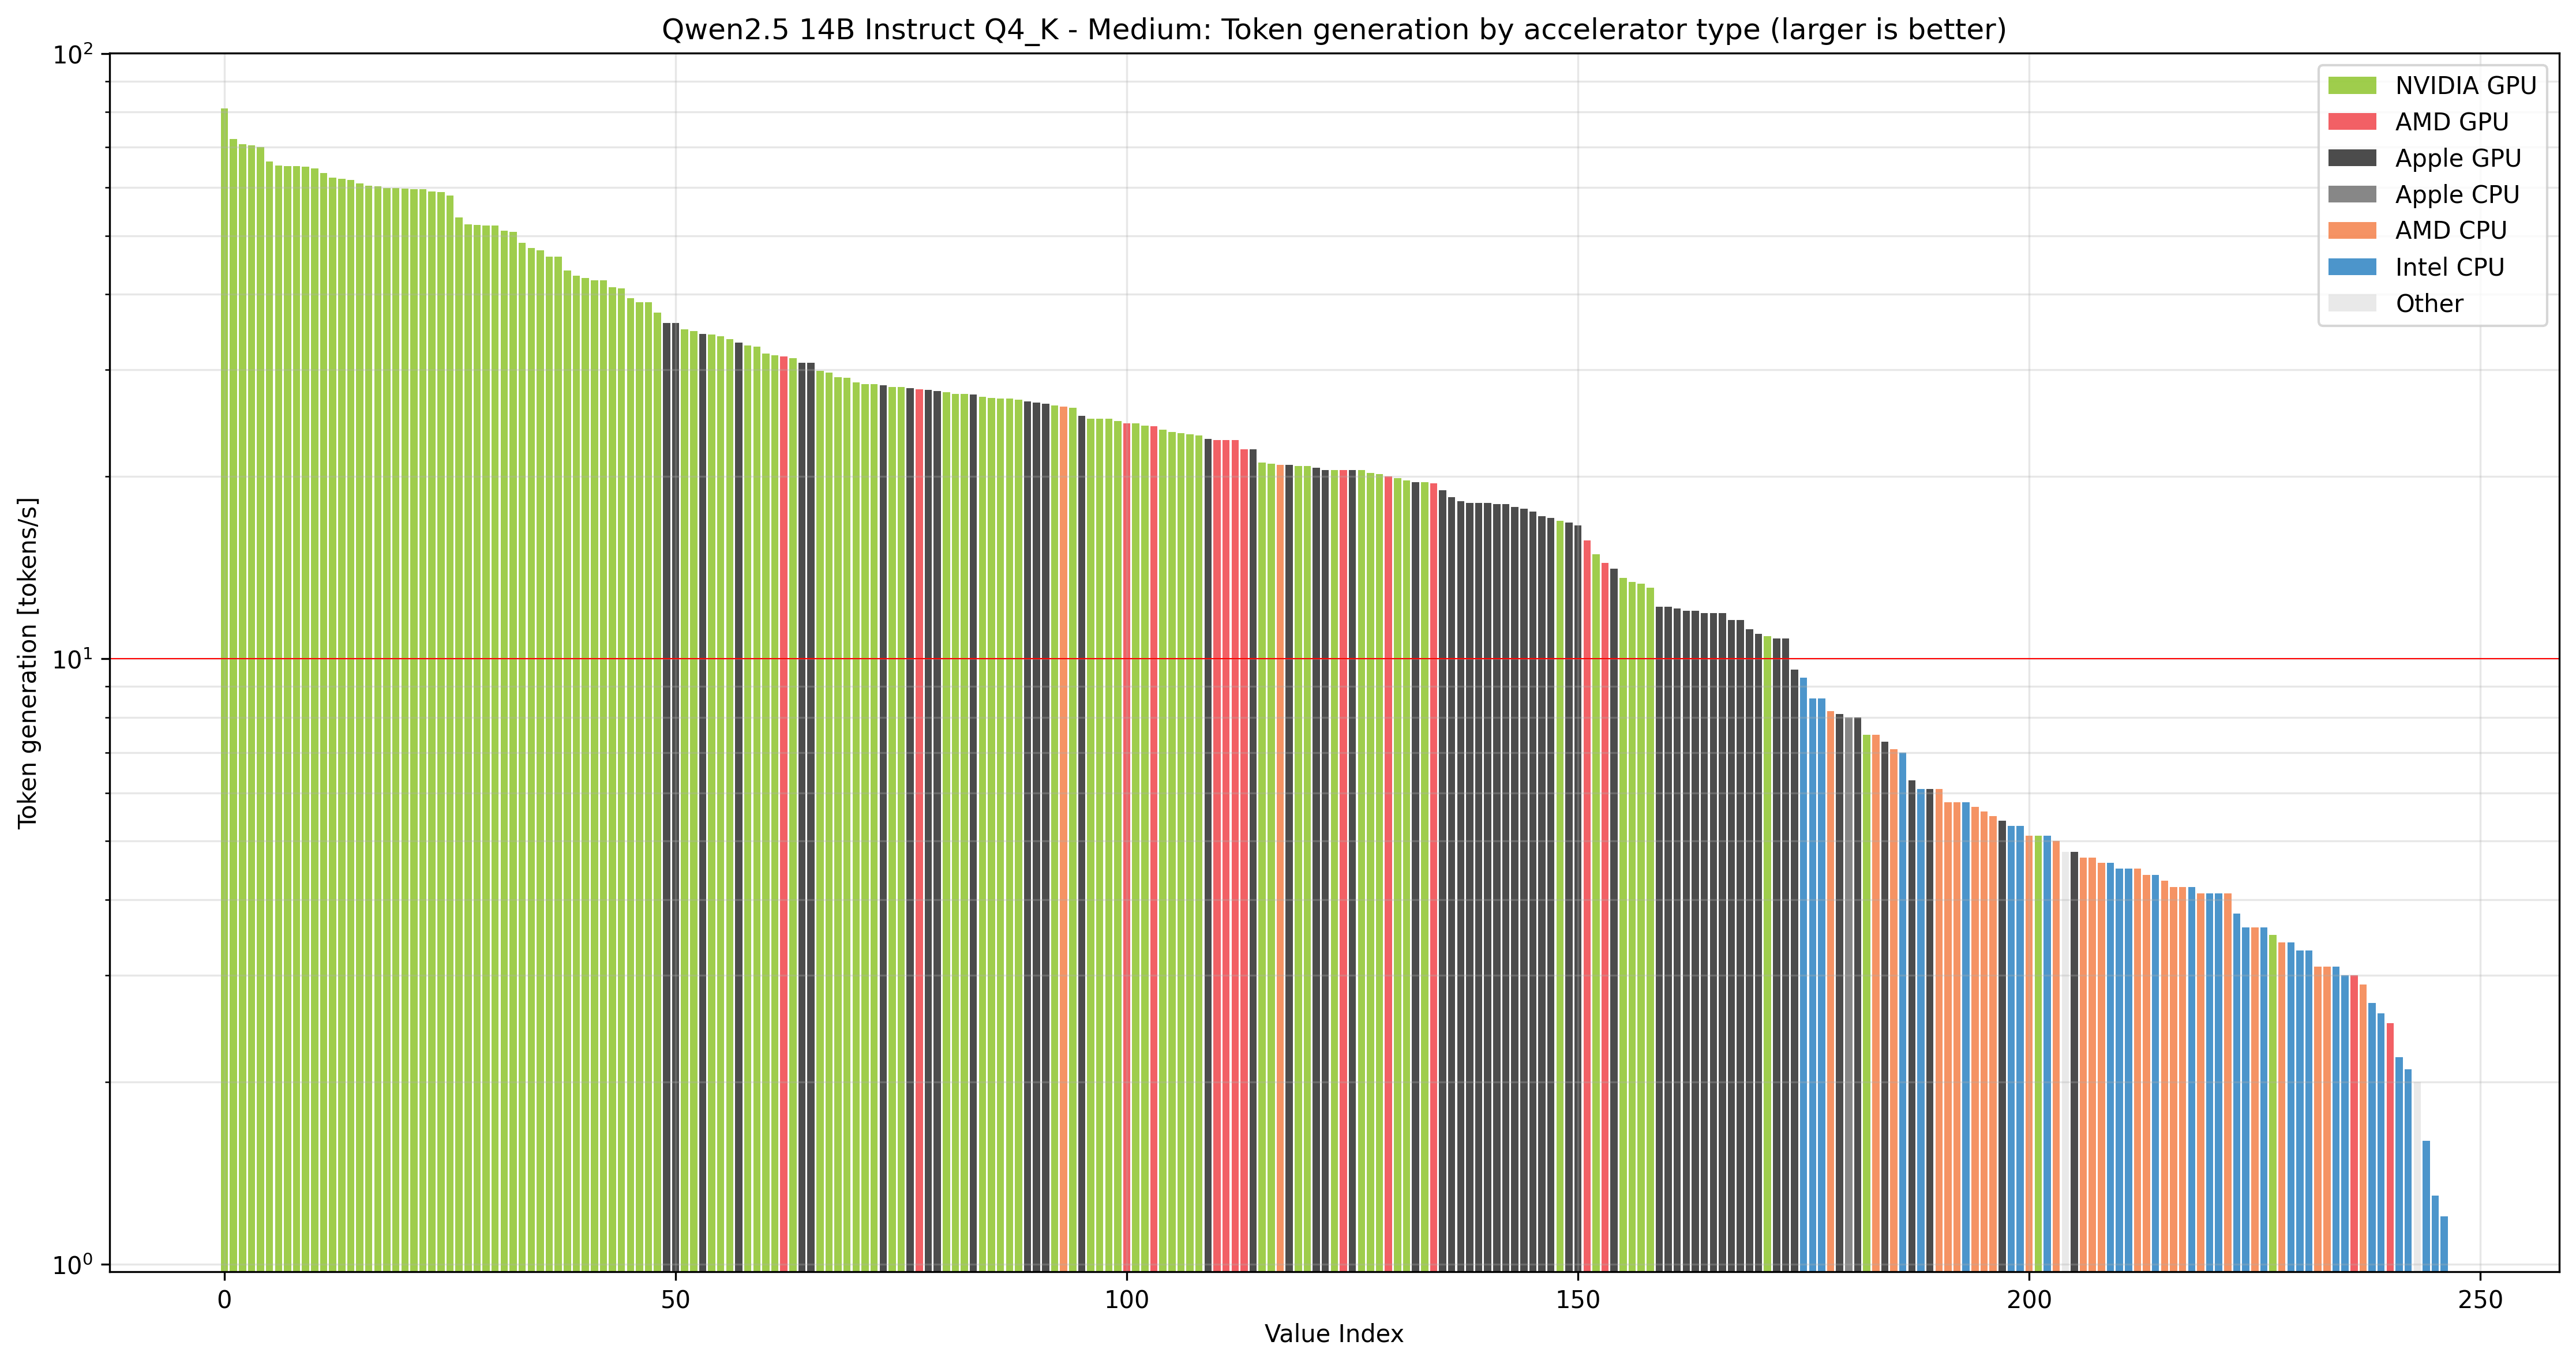 Qwen2.5 14B Instruct Q4_K - Medium: Token generation by accelerator type (larger is better)
10²
10¹
10⁰
Token generation [tokens/s]
NVIDIA GPU
AMD GPU
Apple GPU
Apple CPU
AMD CPU
Intel CPU
Other
0 50 100 150 200 250
Value Index